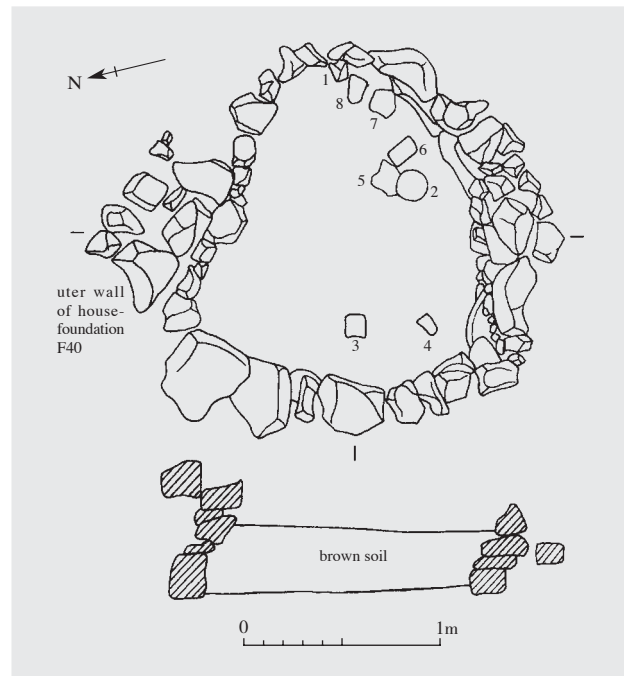 N
1
8
7
6
5
2
3
4
uter wall
of house-
foundation
F40
brown soil
0 1m